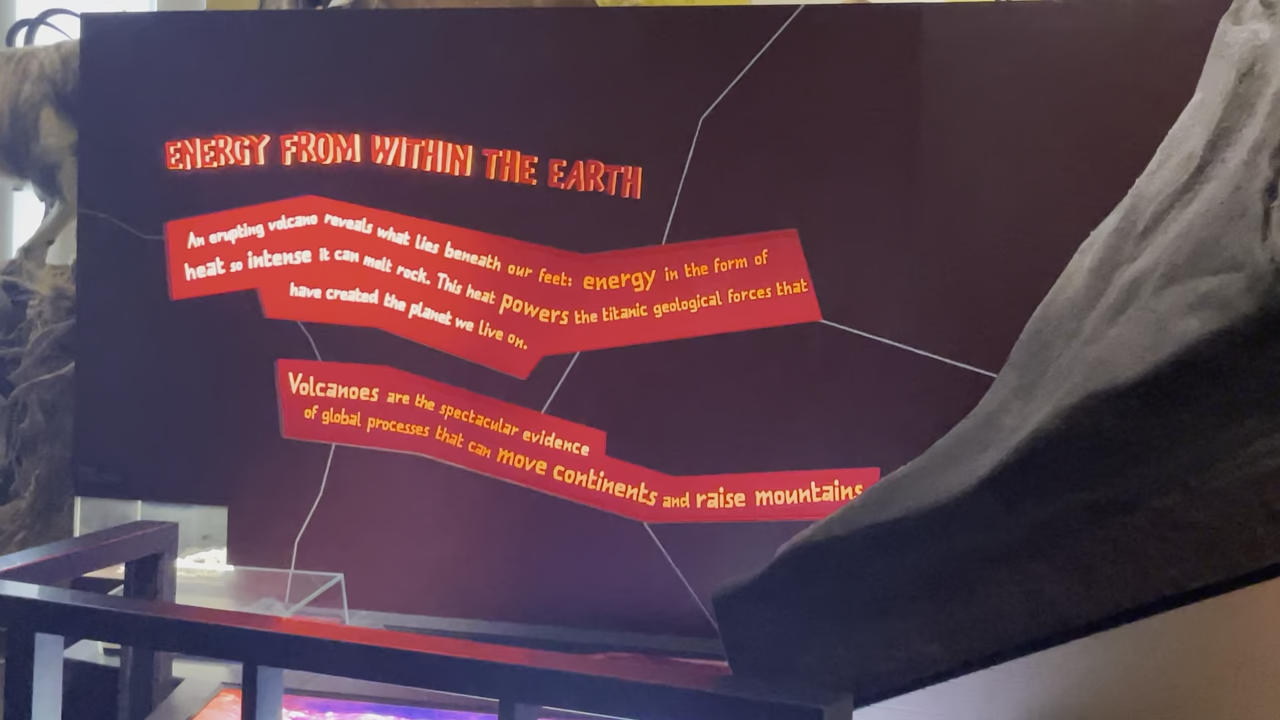 ENERGY FROM WITHIN THE EARTH
An erupting volcano reveals what lies beneath our feet: energy in the form of
heat so intense it can melt rock. This heat powers the titanic geological forces that
have created the planet we live on.
Volcanoes are the spectacular evidence
of global processes that can move continents and raise mountains